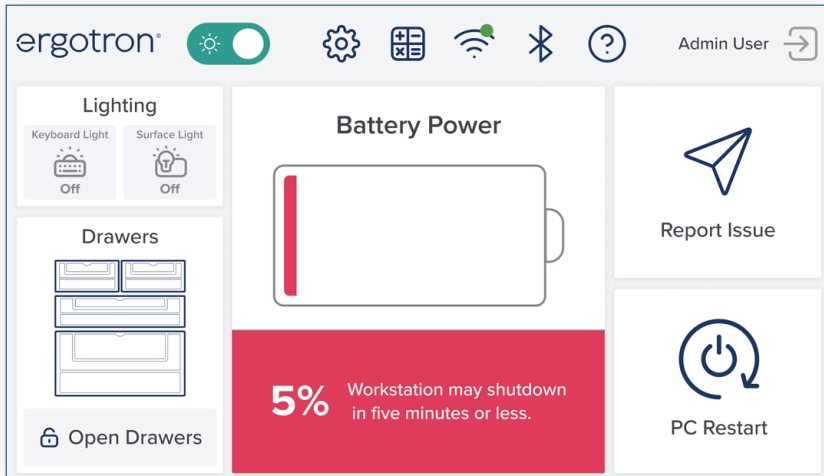 ergotron®
Admin User
Lighting
Keyboard Light
Off
Surface Light
Off
Drawers
Open Drawers
Battery Power
5%
Workstation may shutdown
in five minutes or less.
Report Issue
PC Restart